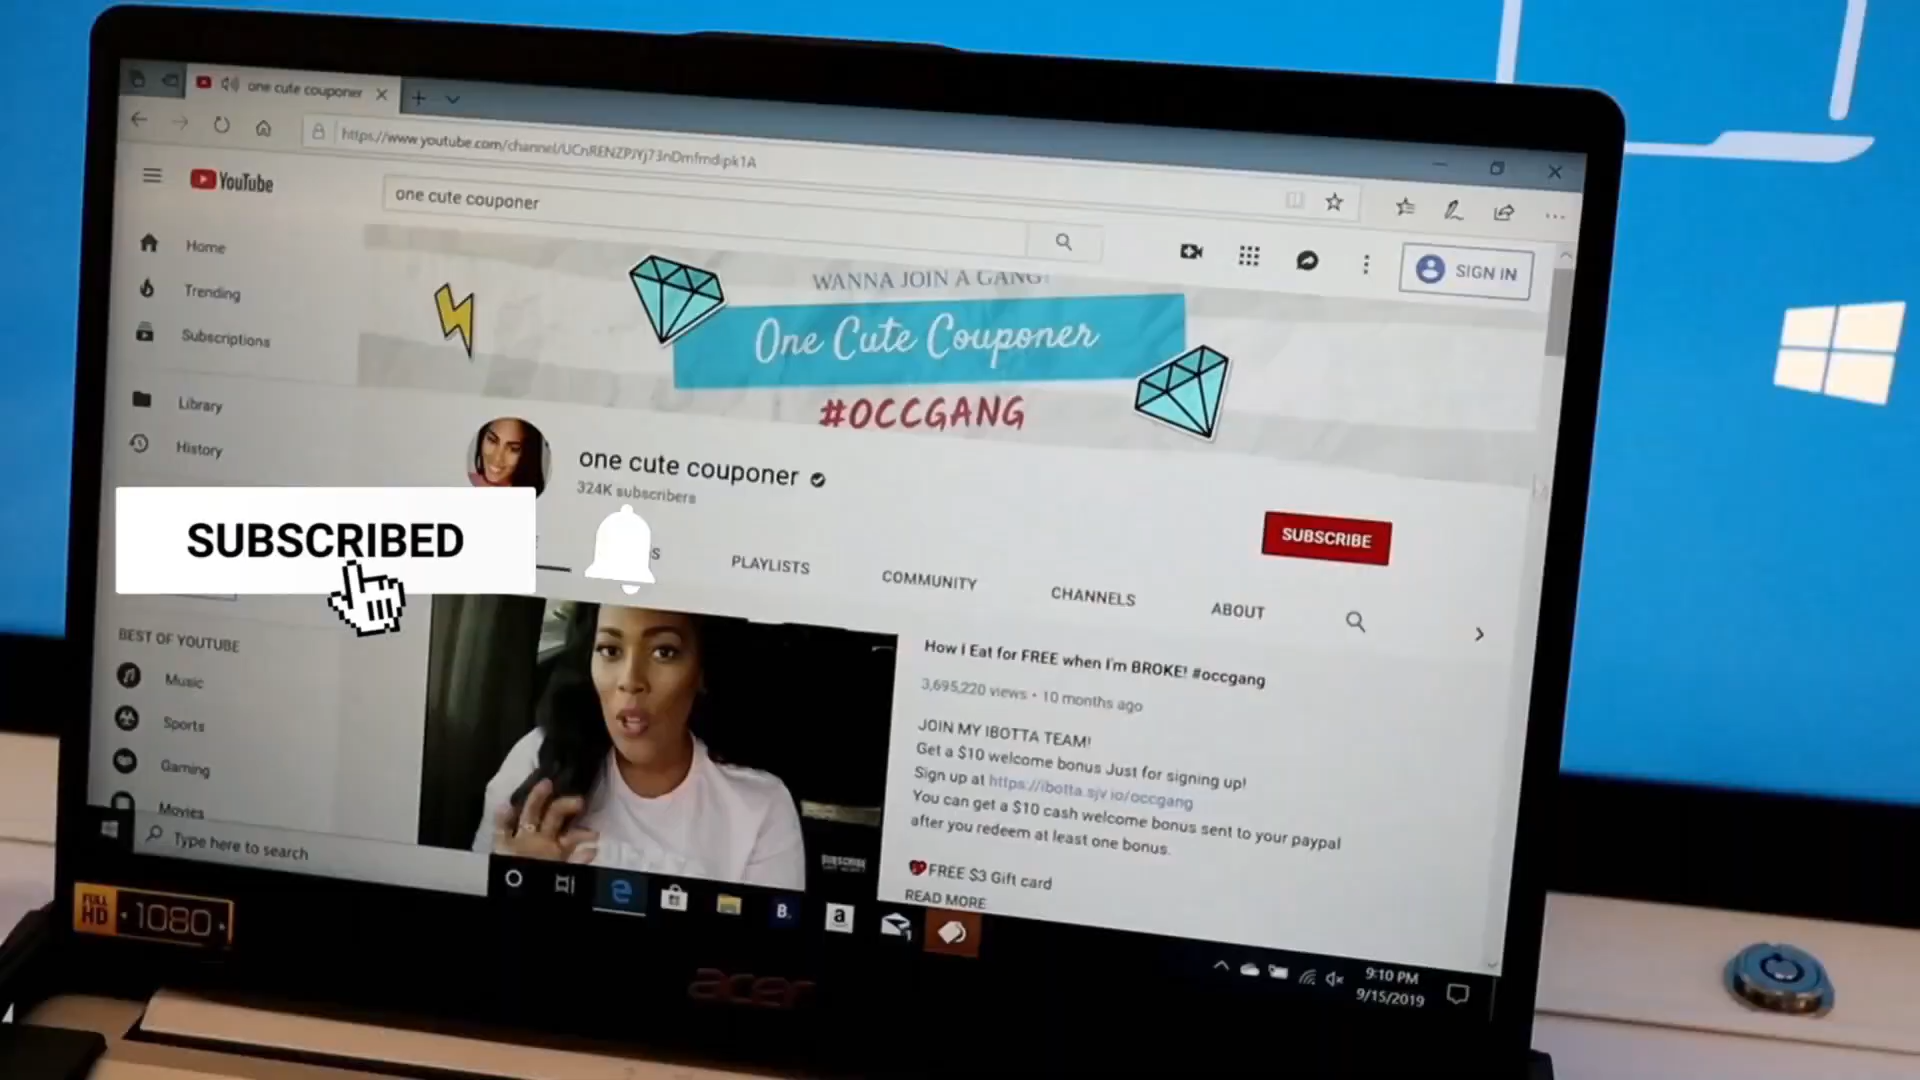 one cute couponer
https://www.youtube.com/channel/UCnRENZPJYj73nDmfmdipk1A
YouTube
one cute couponer
SIGN IN
Home
Trending
Subscriptions
Library
History
WANNA JOIN A GANG?
One Cute Couponer
#OCCGANG
one cute couponer
324K subscribers
SUBSCRIBE
SUBSCRIBED
PLAYLISTS
COMMUNITY
CHANNELS
ABOUT
BEST OF YOUTUBE
Music
Sports
Gaming
Movies
How I Eat for FREE when I'm BROKE! #occgang
3,695,220 views • 10 months ago
JOIN MY IBOTTA TEAM!
Get a $10 welcome bonus Just for signing up!
Sign up at https://ibotta.sjv.io/occgang
You can get a $10 cash welcome bonus sent to your paypal
after you redeem at least one bonus.
FREE $3 Gift card
READ MORE
SUBSCRIBE
Type here to search
B.
a
9:10 PM
9/15/2019
FULL HD 1080
acer